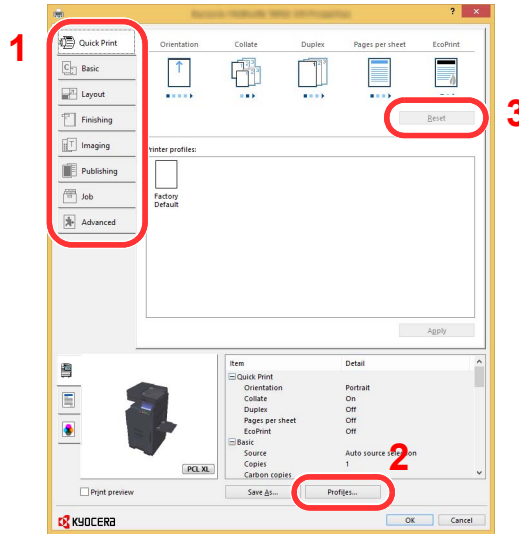 ? ×
1
Quick Print
Basic
Layout
Finishing
Imaging
Publishing
Job
Advanced
Orientation Collate Duplex Pages per sheet EcoPrint
Reset
3
Printer profiles:
Factory
Default
Apply
Item Detail
Quick Print
Orientation Portrait
Collate On
Duplex Off
Pages per sheet Off
EcoPrint Off
Basic
Source Auto source selection
Copies 1
Carbon copies
2
PCL XL
Print preview
Save As...
Profiles...
KYOCERA
OK Cancel